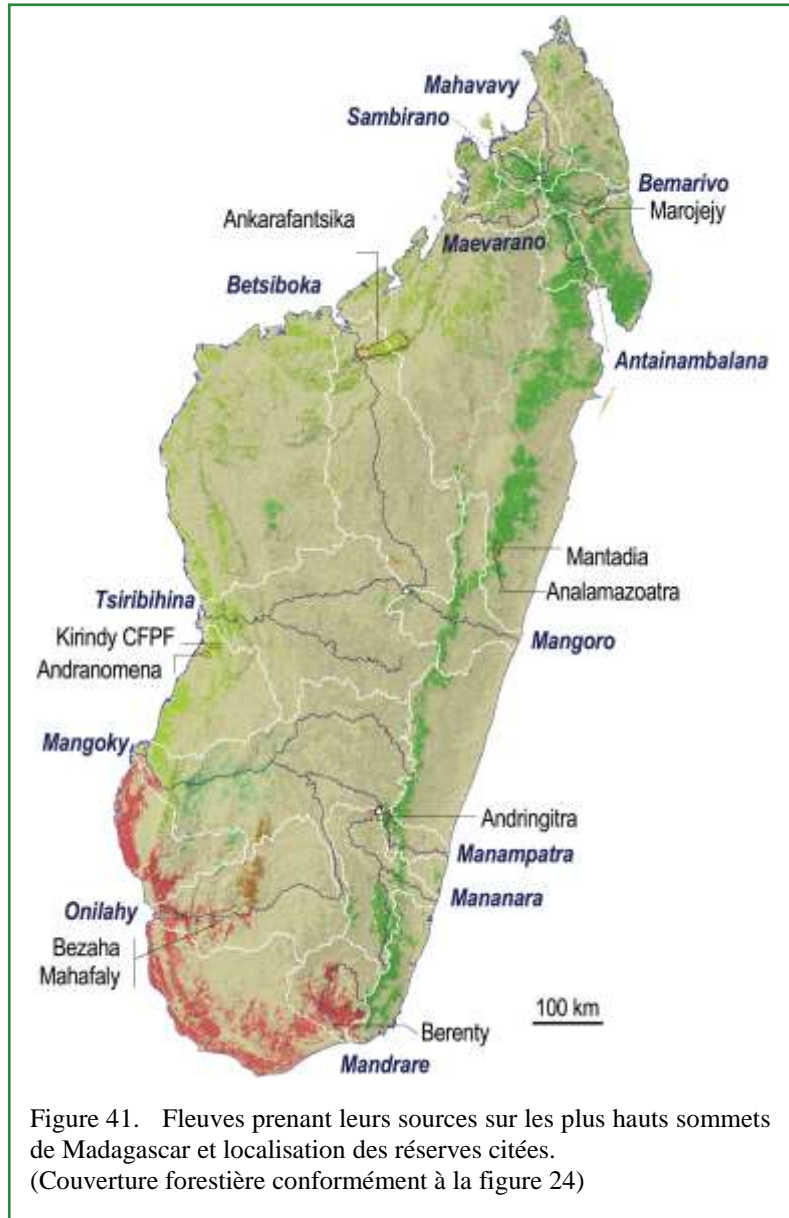 Mahavavy
Sambirano
Bemarivo
Marojejy
Ankarafantsika
Maevarano
Betsiboka
Antainambalana
Mantadia
Analamazoatra
Tsiribihina
Kirindy CFPF
Andranomena
Mangoro
Mangoky
Andringitra
Manampatra
Mananara
Onilahy
Bezaha
Mahafaly
100 km
Berenty
Mandrare
Figure 41. Fleuves prenant leurs sources sur les plus hauts sommets
de Madagascar et localisation des réserves citées.
(Couverture forestière conformément à la figure 24)